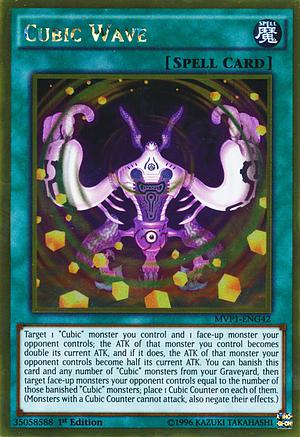 Cubic Wave
SPELL
魔
[Spell Card]
MVP1-ENG42
Target 1 "Cubic" monster you control and 1 face-up monster your
opponent controls; the ATK of that monster you control becomes
double its current ATK, and if it does, the ATK of that monster your
opponent controls become half its current ATK. You can banish this
card and any number of "Cubic" monsters from your Graveyard, then
target face-up monsters your opponent controls equal to the number of
those banished "Cubic" monsters; place 1 Cubic Counter on each of them.
(Monsters with a Cubic Counter cannot attack, also negate their effects.)
35058588
1st Edition
©1996 KAZUKI TAKAHASHI